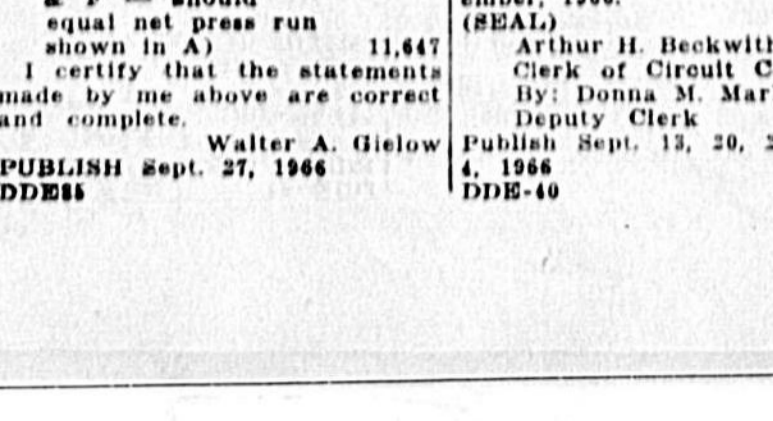 equal net press run
shown in A) 11,647
I certify that the statements
made by me above are correct
and complete.
Walter A. Gielow
PUBLISH Sept. 27, 1966
DDE85
(SEAL)
Arthur H. Beckwith
Clerk of Circuit C
By: Donna M. Mar
Deputy Clerk
Publish Sept. 13, 20,
4, 1966
DDE-40